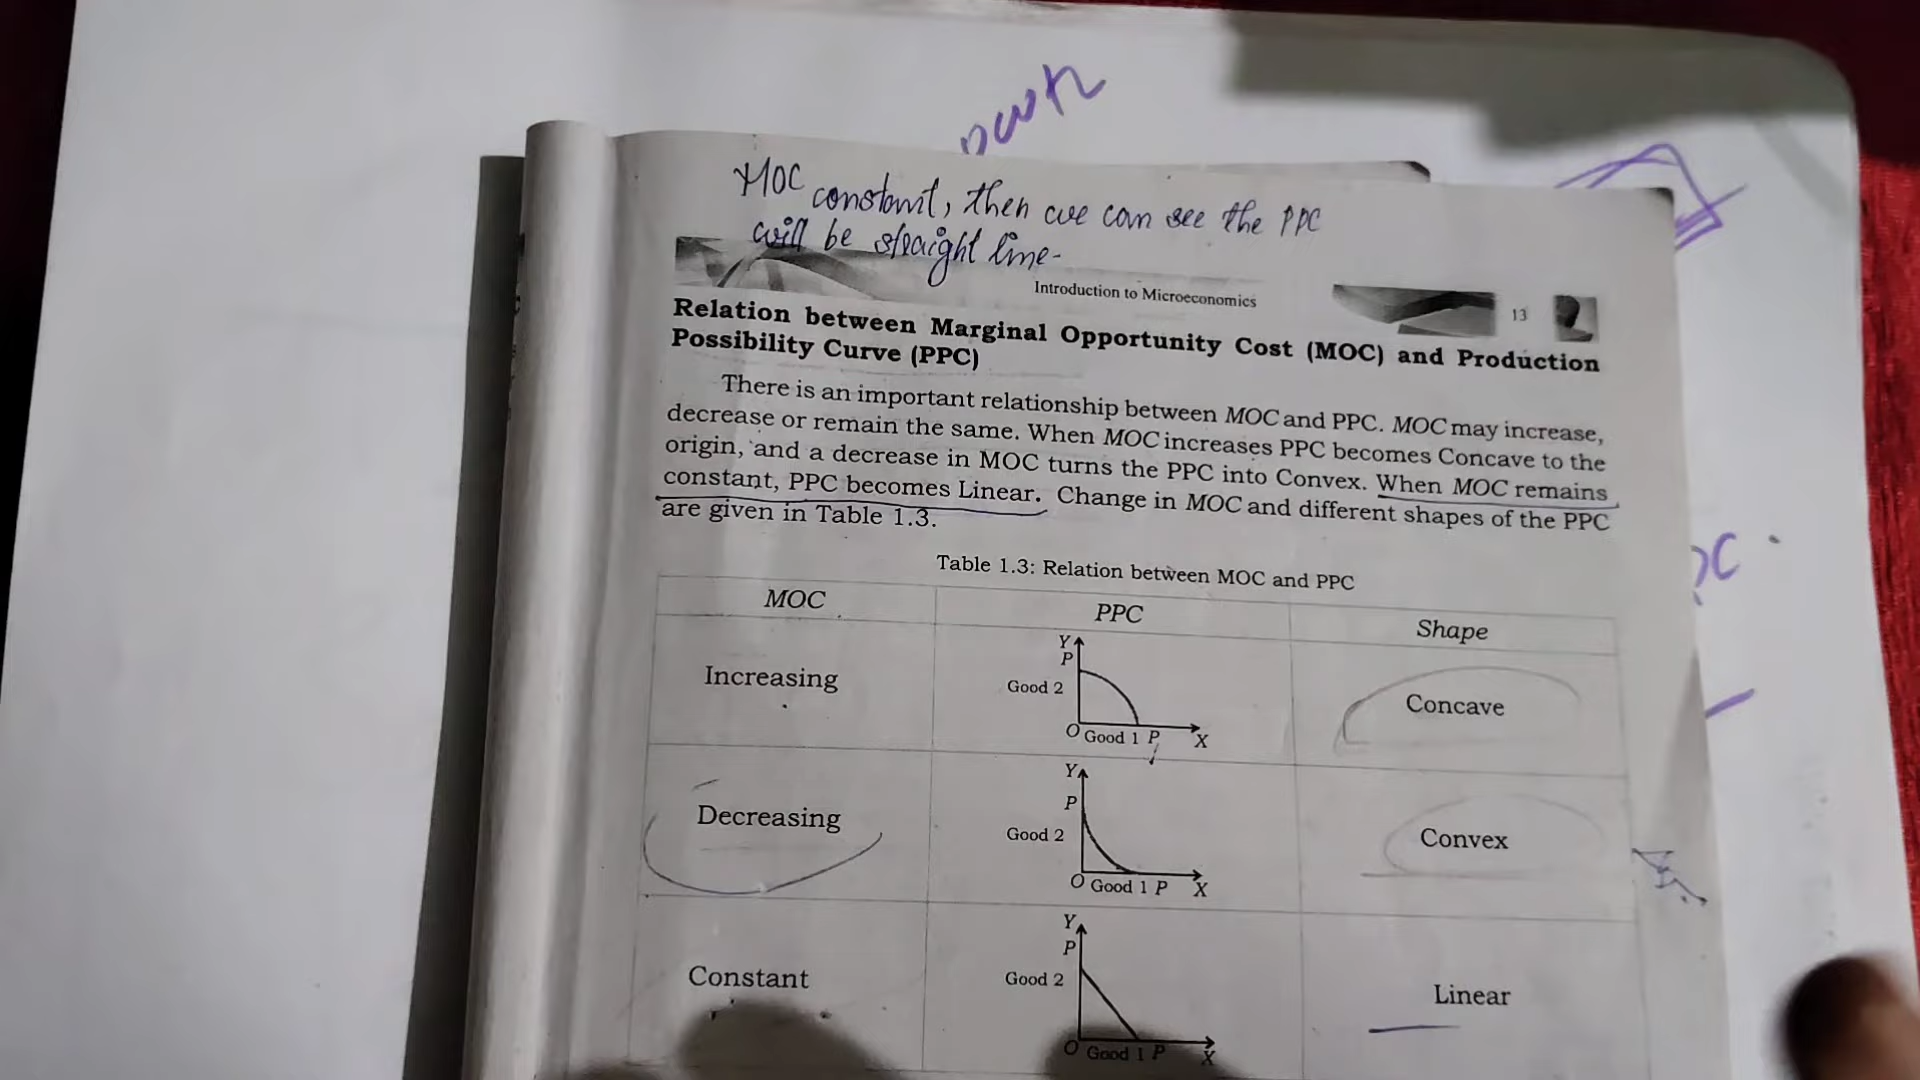 MOC constant, then we can see the PPC
will be straight line-
Introduction to Microeconomics
13
Relation between Marginal Opportunity Cost (MOC) and Production
Possibility Curve (PPC)
There is an important relationship between MOC and PPC. MOC may increase,
decrease or remain the same. When MOC increases PPC becomes Concave to the
origin, and a decrease in MOC turns the PPC into Convex. When MOC remains
constant, PPC becomes Linear. Change in MOC and different shapes of the PPC
are given in Table 1.3.
Table 1.3: Relation between MOC and PPC
MOC PPC Shape
Y
P
Increasing Good 2 Concave
O Good 1 P X
Y
P
Decreasing Good 2 Convex
O Good 1 P X
Y
P
Constant Good 2 Linear
O Good 1 P X